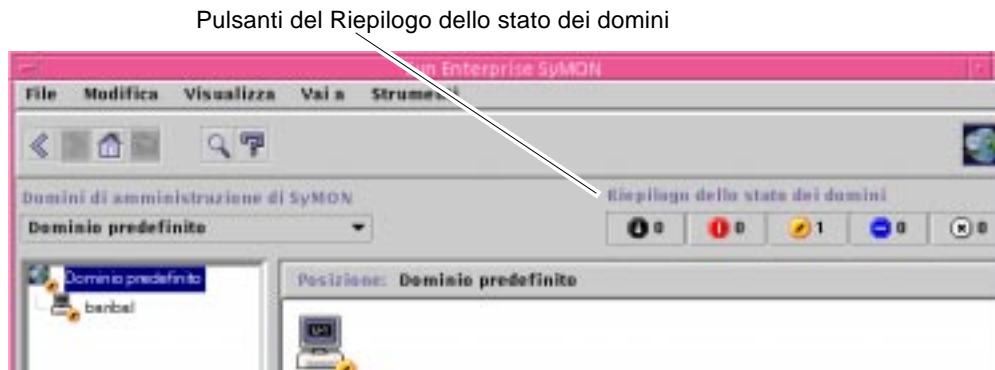 Pulsanti del Riepilogo dello stato dei domini
Sun Enterprise SyMON
File Modifica Visualizza Vai a Strumenti
Domini di amministrazione di SyMON
Riepilogo dello stato dei domini
Dominio predefinito
0 0 1 0 0
Dominio predefinito
Posizione: Dominio predefinito